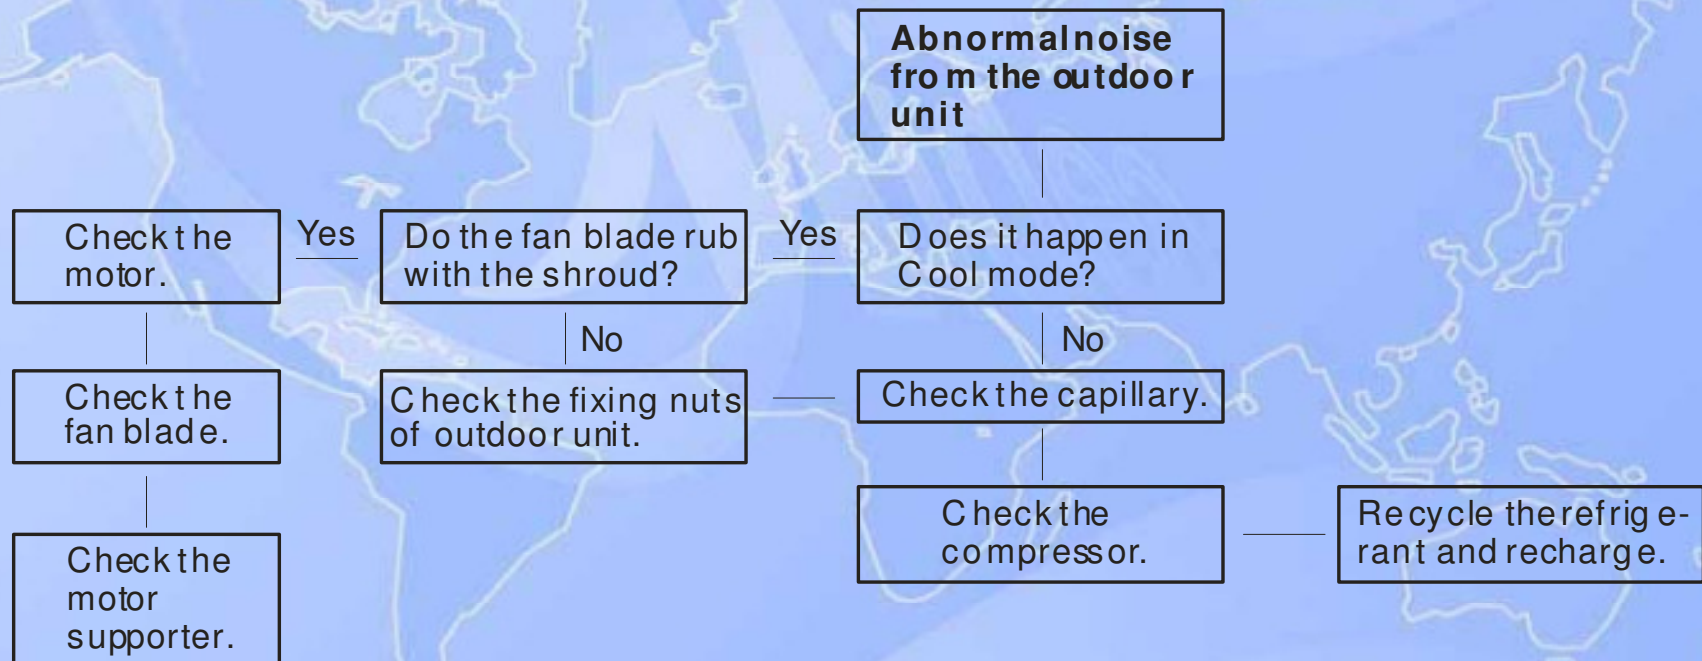 Abnormal noise
from the outdoor
unit
Check the
motor.
Yes
Do the fan blade rub
with the shroud?
Yes
Does it happen in
Cool mode?
No
No
Check the
fan blade.
Check the fixing nuts
of outdoor unit.
Check the capillary.
Check the
compressor.
Recycle the refrige-
rant and recharge.
Check the
motor
supporter.